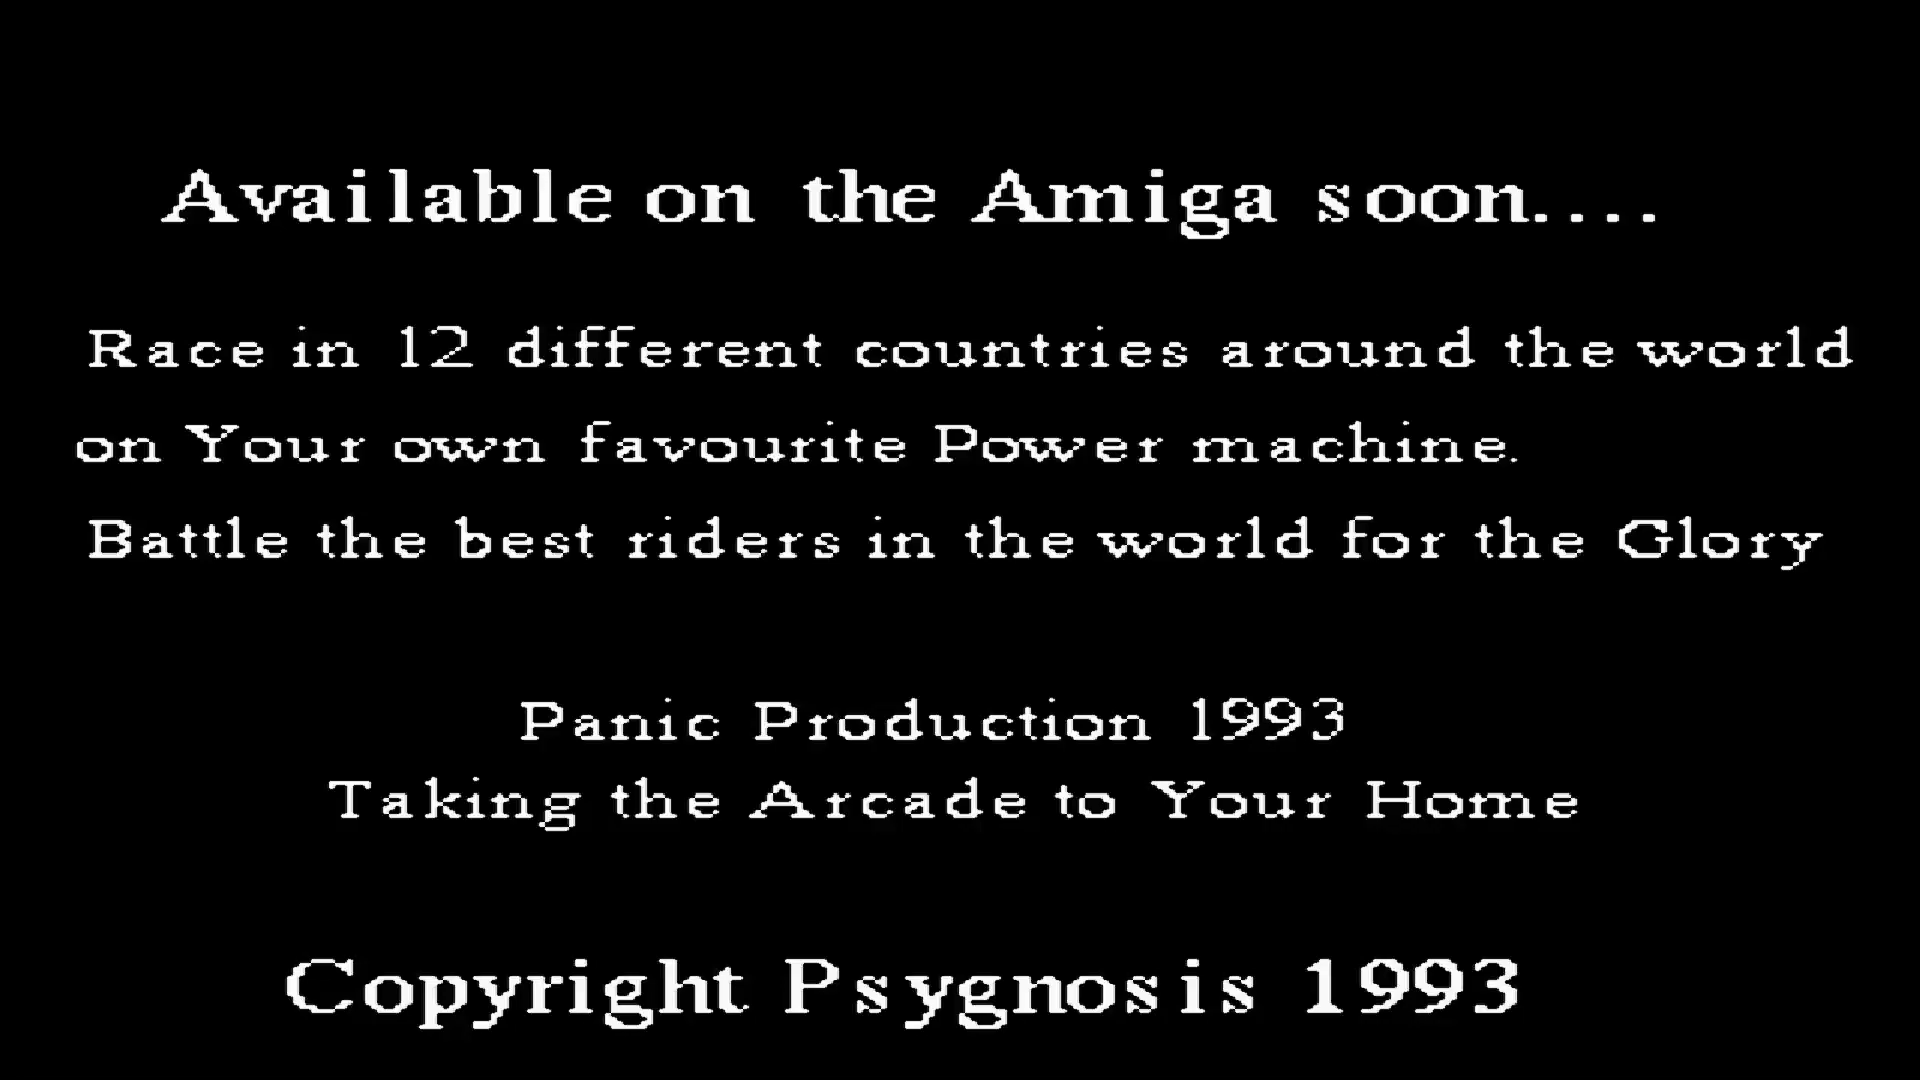 Available on the Amiga soon....
Race in 12 different countries around the world
on Your own favourite Power machine.
Battle the best riders in the world for the Glory
Panic Production 1993
Taking the Arcade to Your Home
Copyright Psygnosis 1993